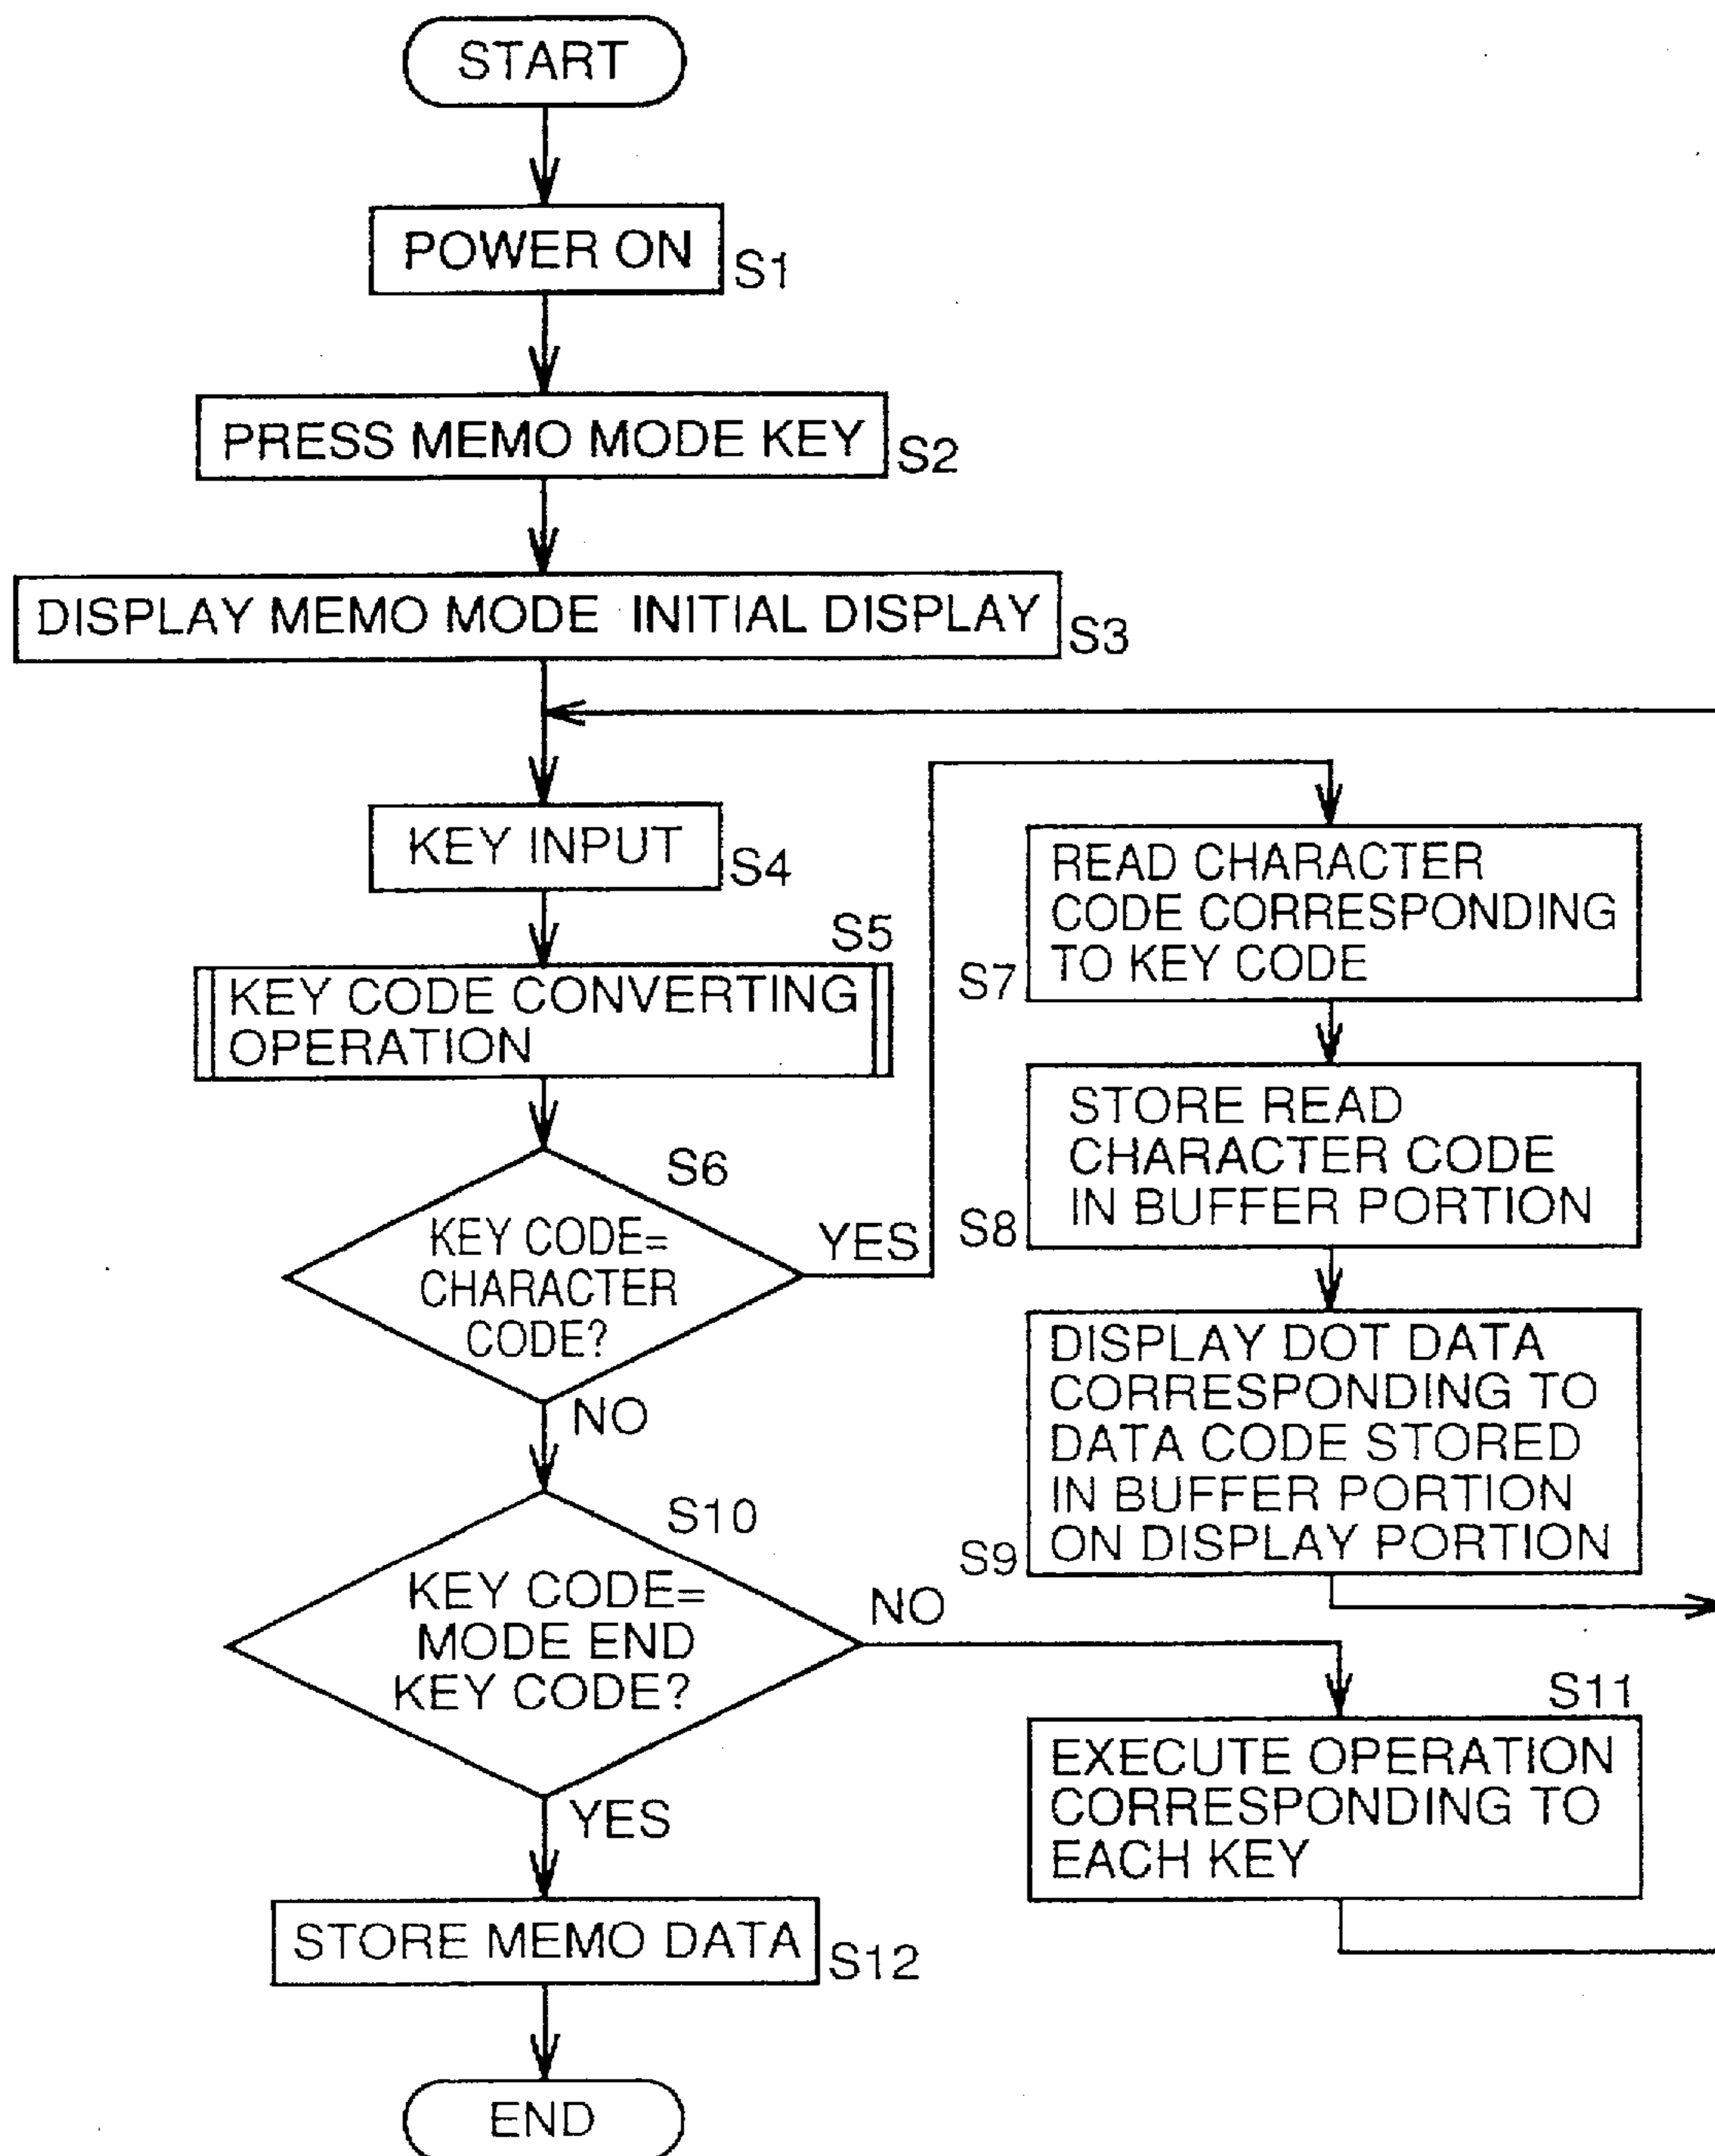 START
POWER ON
S1
PRESS MEMO MODE KEY
S2
DISPLAY MEMO MODE INITIAL DISPLAY
S3
KEY INPUT
S4
S5
KEY CODE CONVERTING
OPERATION
S6
KEY CODE=
CHARACTER
CODE?
YES
NO
READ CHARACTER
CODE CORRESPONDING
TO KEY CODE
S7
STORE READ
CHARACTER CODE
IN BUFFER PORTION
S8
DISPLAY DOT DATA
CORRESPONDING TO
DATA CODE STORED
IN BUFFER PORTION
ON DISPLAY PORTION
S9
S10
KEY CODE=
MODE END
KEY CODE?
NO
YES
S11
EXECUTE OPERATION
CORRESPONDING TO
EACH KEY
STORE MEMO DATA
S12
END